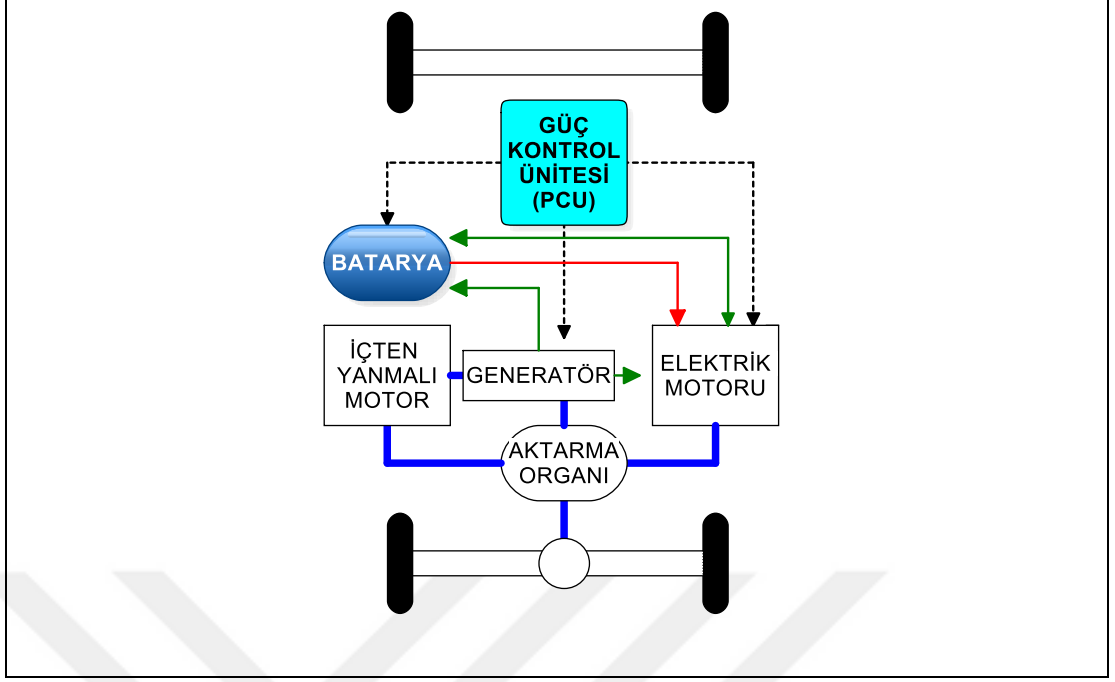 GÜÇ
KONTROL
ÜNİTESİ
(PCU)
BATARYA
İÇTEN
YANMALI
MOTOR
GENERATÖR
ELEKTRİK
MOTORU
AKTARMA
ORGANI